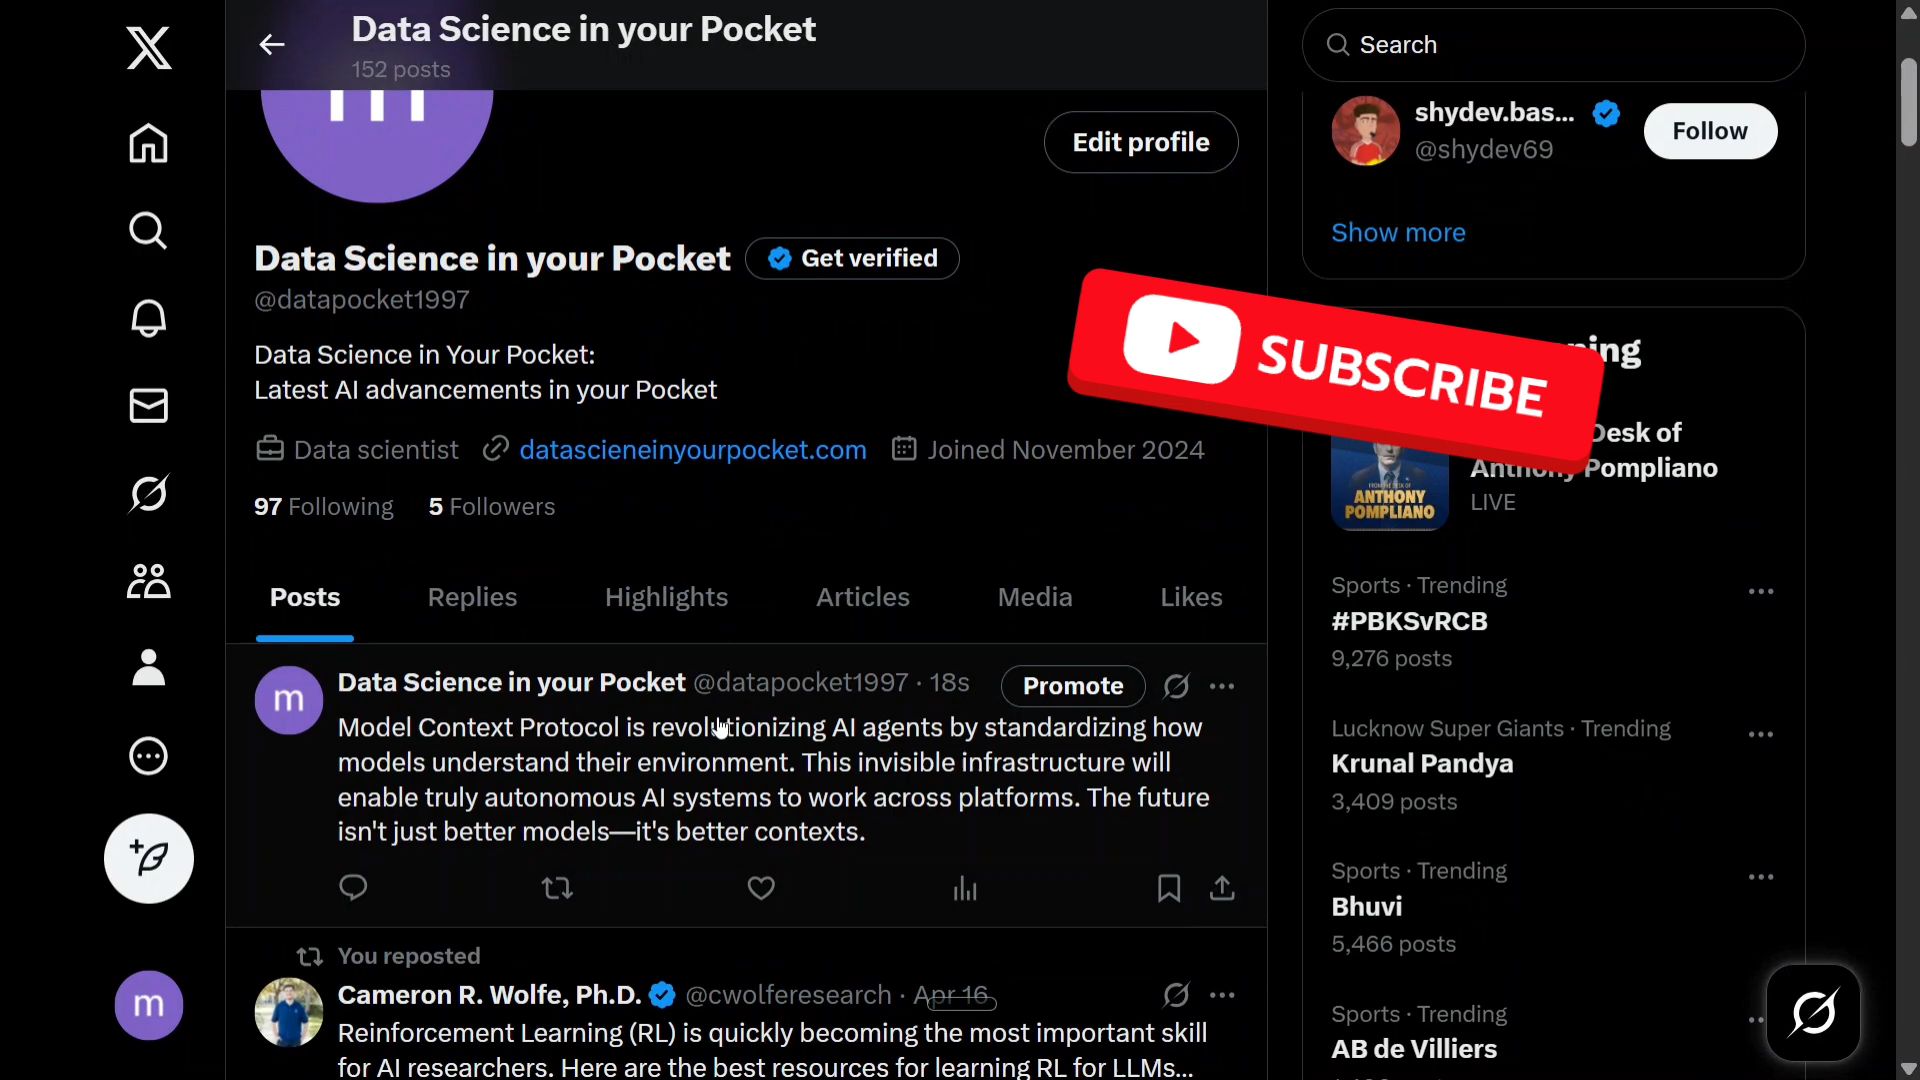 Data Science in your Pocket
152 posts
m
Edit profile
Data Science in your Pocket
Get verified
@datapocket1997
Data Science in Your Pocket:
Latest AI advancements in your Pocket
Data scientist datascieneinyourpocket.com Joined November 2024
97 Following 5 Followers
Posts Replies Highlights Articles Media Likes
m
Data Science in your Pocket @datapocket1997 · 18s
Promote
Model Context Protocol is revolutionizing AI agents by standardizing how
models understand their environment. This invisible infrastructure will
enable truly autonomous AI systems to work across platforms. The future
isn't just better models—it's better contexts.
You reposted
Cameron R. Wolfe, Ph.D. @cwolferesearch · Apr 16
Reinforcement Learning (RL) is quickly becoming the most important skill
for AI researchers. Here are the best resources for learning RL for LLMs...
m
Search
shydev.bas...
@shydev69
Follow
Show more
SUBSCRIBE
Desk of
Anthony Pompliano
LIVE
ANTHONY
POMPLIANO
Sports · Trending
#PBKSvRCB
9,276 posts
Lucknow Super Giants · Trending
Krunal Pandya
3,409 posts
Sports · Trending
Bhuvi
5,466 posts
Sports · Trending
AB de Villiers